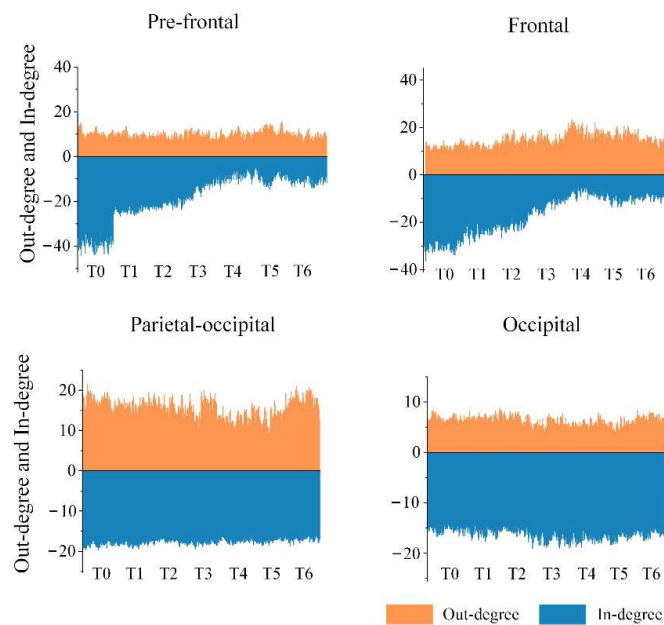 Pre-frontal
Frontal
Out-degree and In-degree
40
20
0
−20
−40
T0 T1 T2 T3 T4 T5 T6
40
20
0
−20
−40
T0 T1 T2 T3 T4 T5 T6
Parietal-occipital
Occipital
Out-degree and In-degree
20
10
0
−10
−20
T0 T1 T2 T3 T4 T5 T6
10
0
−10
−20
T0 T1 T2 T3 T4 T5 T6
Out-degree In-degree